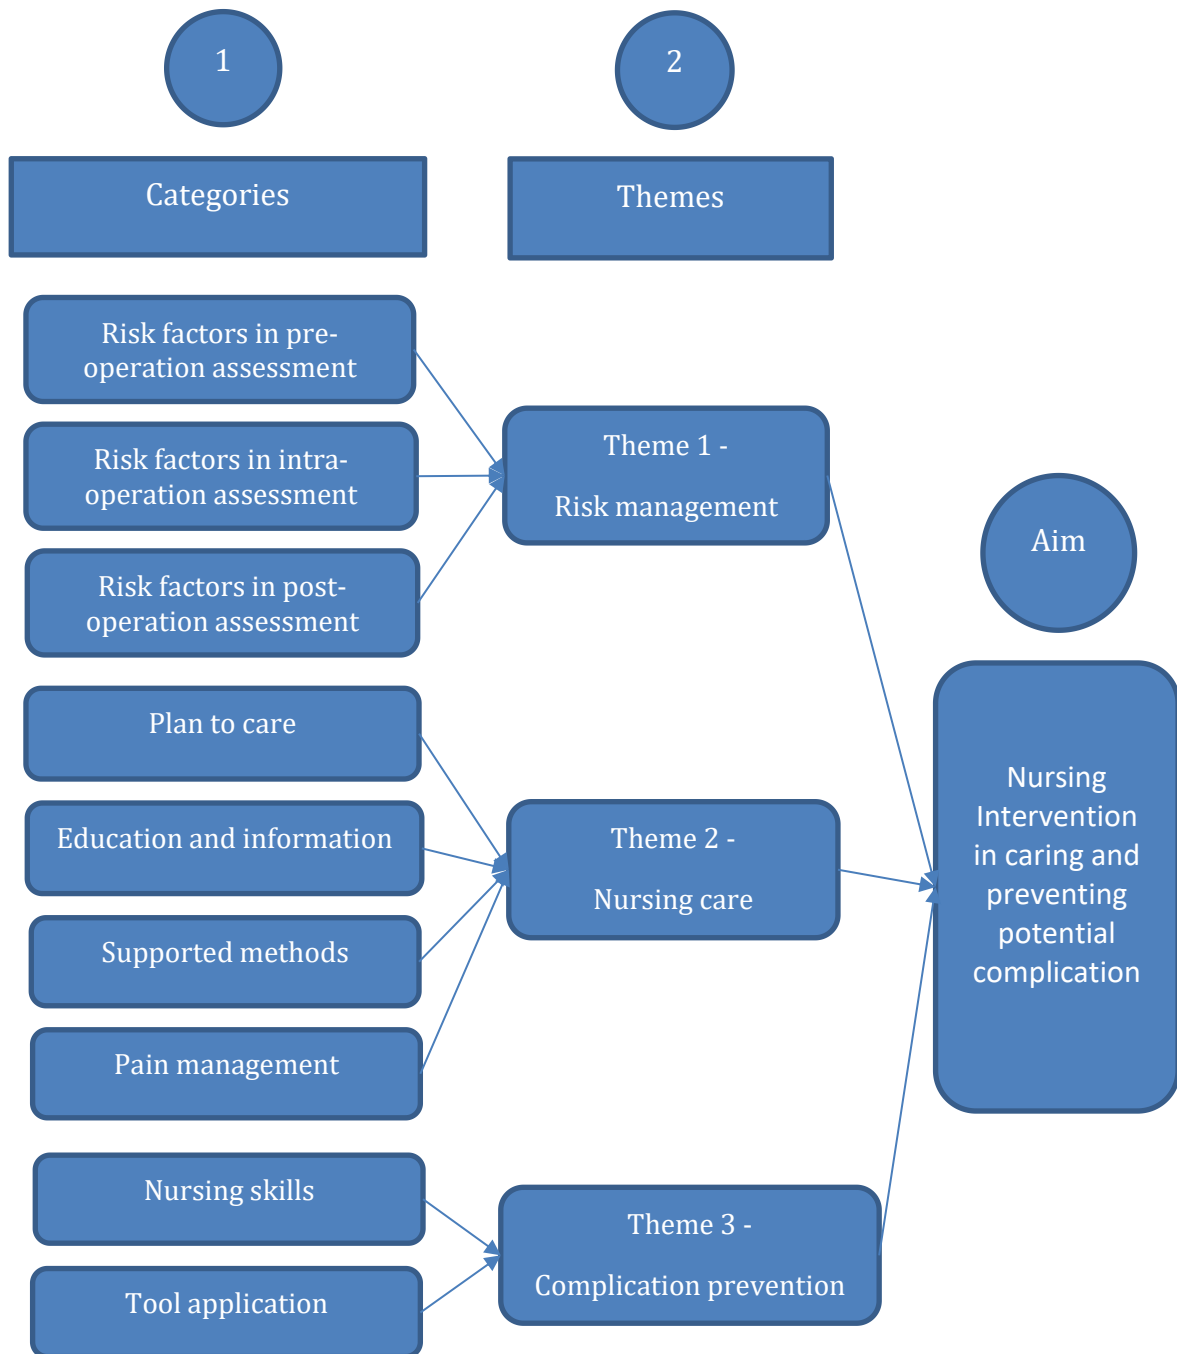 1
2
Categories
Themes
Risk factors in pre-
operation assessment
Risk factors in intra-
operation assessment
Risk factors in post-
operation assessment
Plan to care
Education and information
Supported methods
Pain management
Nursing skills
Tool application
Theme 1 -
Risk management
Theme 2 -
Nursing care
Theme 3 -
Complication prevention
Aim
Nursing
Intervention
in caring and
preventing
potential
complication